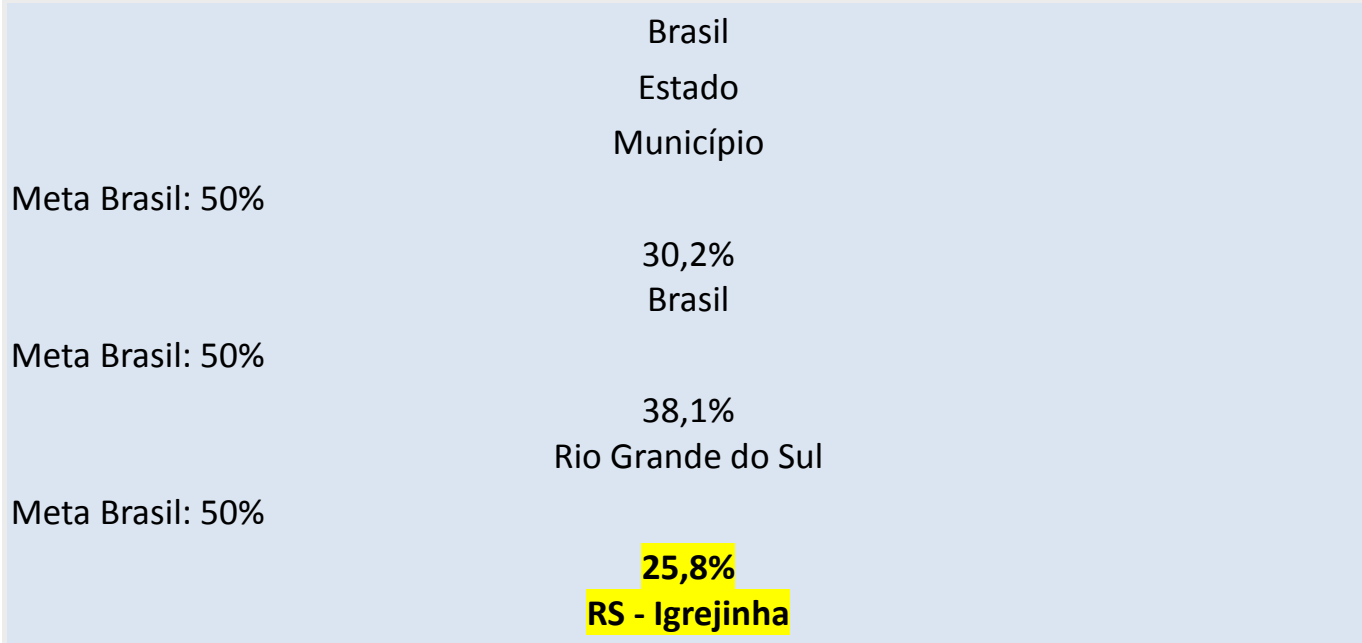 Brasil
Estado
Município
Meta Brasil: 50%
30,2%
Brasil
Meta Brasil: 50%
38,1%
Rio Grande do Sul
Meta Brasil: 50%
25,8%
RS - Igrejinha